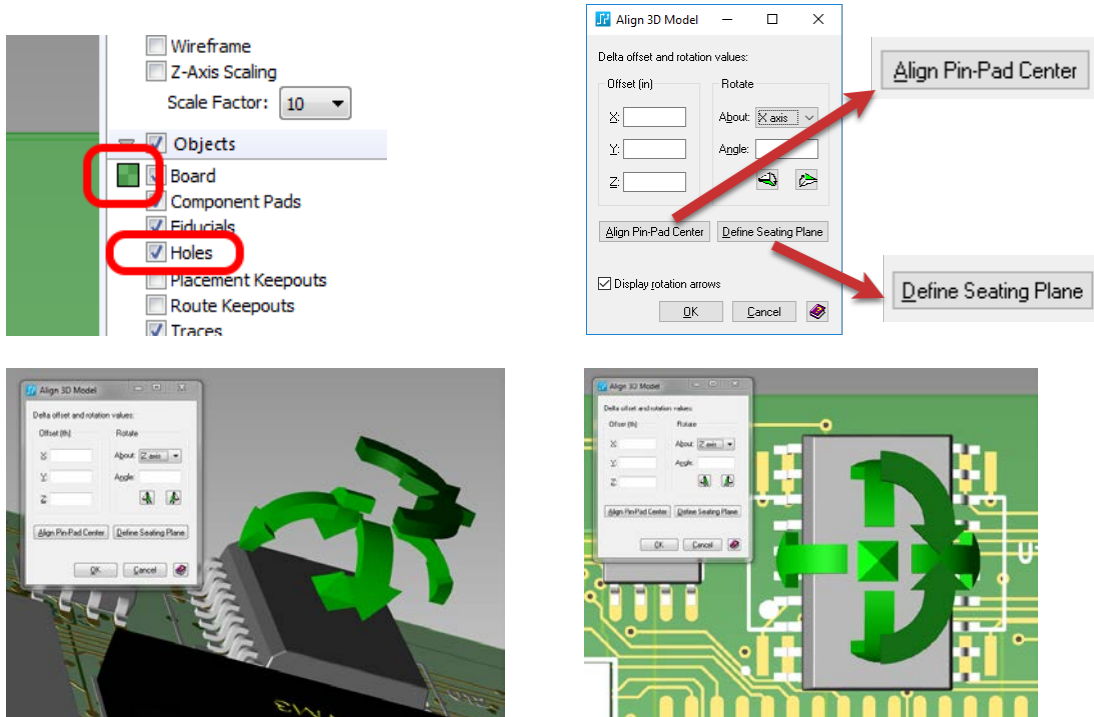 Wireframe
Z-Axis Scaling
Scale Factor: 10
Objects
Board
Component Pads
Fiducials
Holes
Placement Keepouts
Route Keepouts
Traces
Align 3D Model
Delta offset and rotation values:
Offset (in) Rotate
X: About: X axis
Y: Angle:
Z:
Align Pin-Pad Center Define Seating Plane
Display rotation arrows
OK Cancel
Align Pin-Pad Center
Define Seating Plane
Align 3D Model
Delta offset and rotation values:
Offset (th) Rotate
X: About: Z axis
Y: Angle:
Z:
Align Pin-Pad Center Define Seating Plane
OK Cancel
Align 3D Model
Delta offset and rotation values:
Offset (th) Rotate
X: About: Z axis
Y: Angle:
Z:
Align Pin-Pad Center Define Seating Plane
OK Cancel